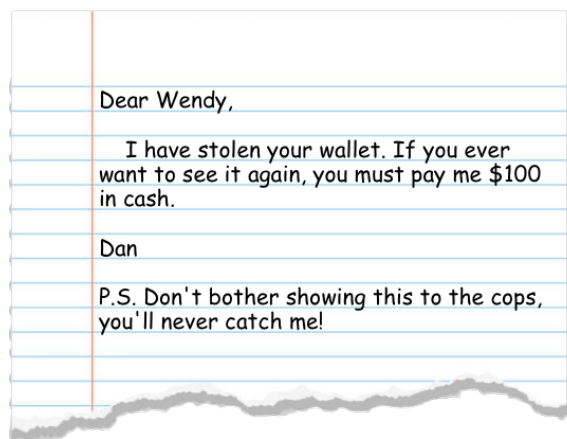 Dear Wendy,
I have stolen your wallet. If you ever
want to see it again, you must pay me $100
in cash.
Dan
P.S. Don't bother showing this to the cops,
you'll never catch me!